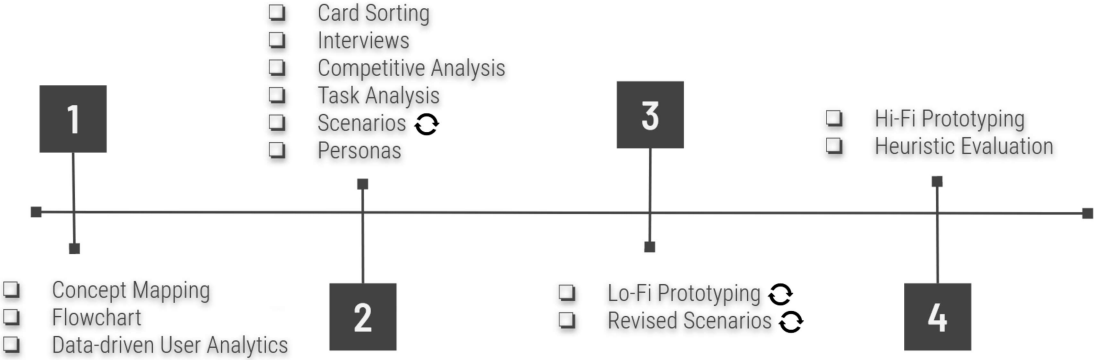 1
Concept Mapping
Flowchart
Data-driven User Analytics
Card Sorting
Interviews
Competitive Analysis
Task Analysis
Scenarios
Personas
2
3
Lo-Fi Prototyping
Revised Scenarios
Hi-Fi Prototyping
Heuristic Evaluation
4